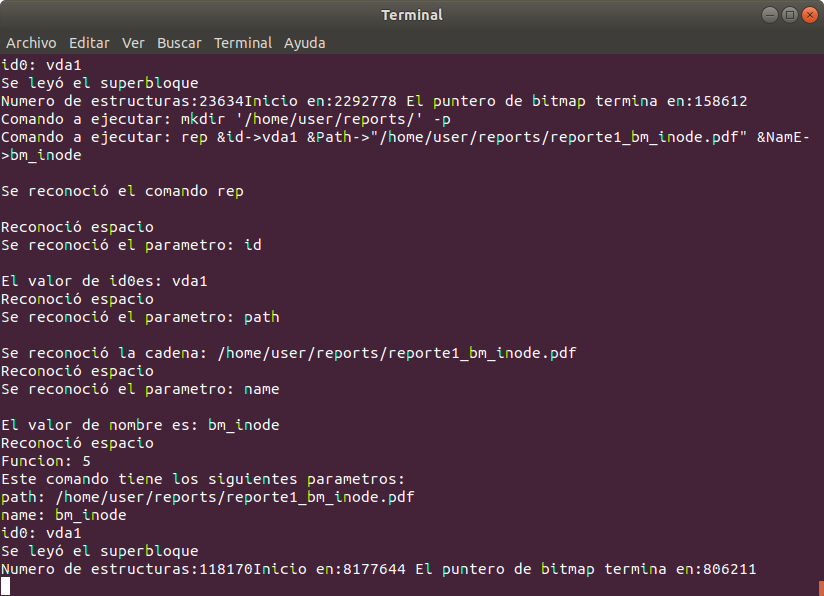 Terminal
Archivo Editar Ver Buscar Terminal Ayuda
id0: vda1
Se leyó el superbloque
Numero de estructuras:23634Inicio en:2292778 El puntero de bitmap termina en:158612
Comando a ejecutar: mkdir '/home/user/reports/' -p
Comando a ejecutar: rep &id->vda1 &Path->"/home/user/reports/reporte1_bm_inode.pdf" &NamE-
>bm_inode
Se reconoció el comando rep
Reconoció espacio
Se reconoció el parametro: id
El valor de id0es: vda1
Reconoció espacio
Se reconoció el parametro: path
Se reconoció la cadena: /home/user/reports/reporte1_bm_inode.pdf
Reconoció espacio
Se reconoció el parametro: name
El valor de nombre es: bm_inode
Reconoció espacio
Funcion: 5
Este comando tiene los siguientes parametros:
path: /home/user/reports/reporte1_bm_inode.pdf
name: bm_inode
id0: vda1
Se leyó el superbloque
Numero de estructuras:118170Inicio en:8177644 El puntero de bitmap termina en:806211